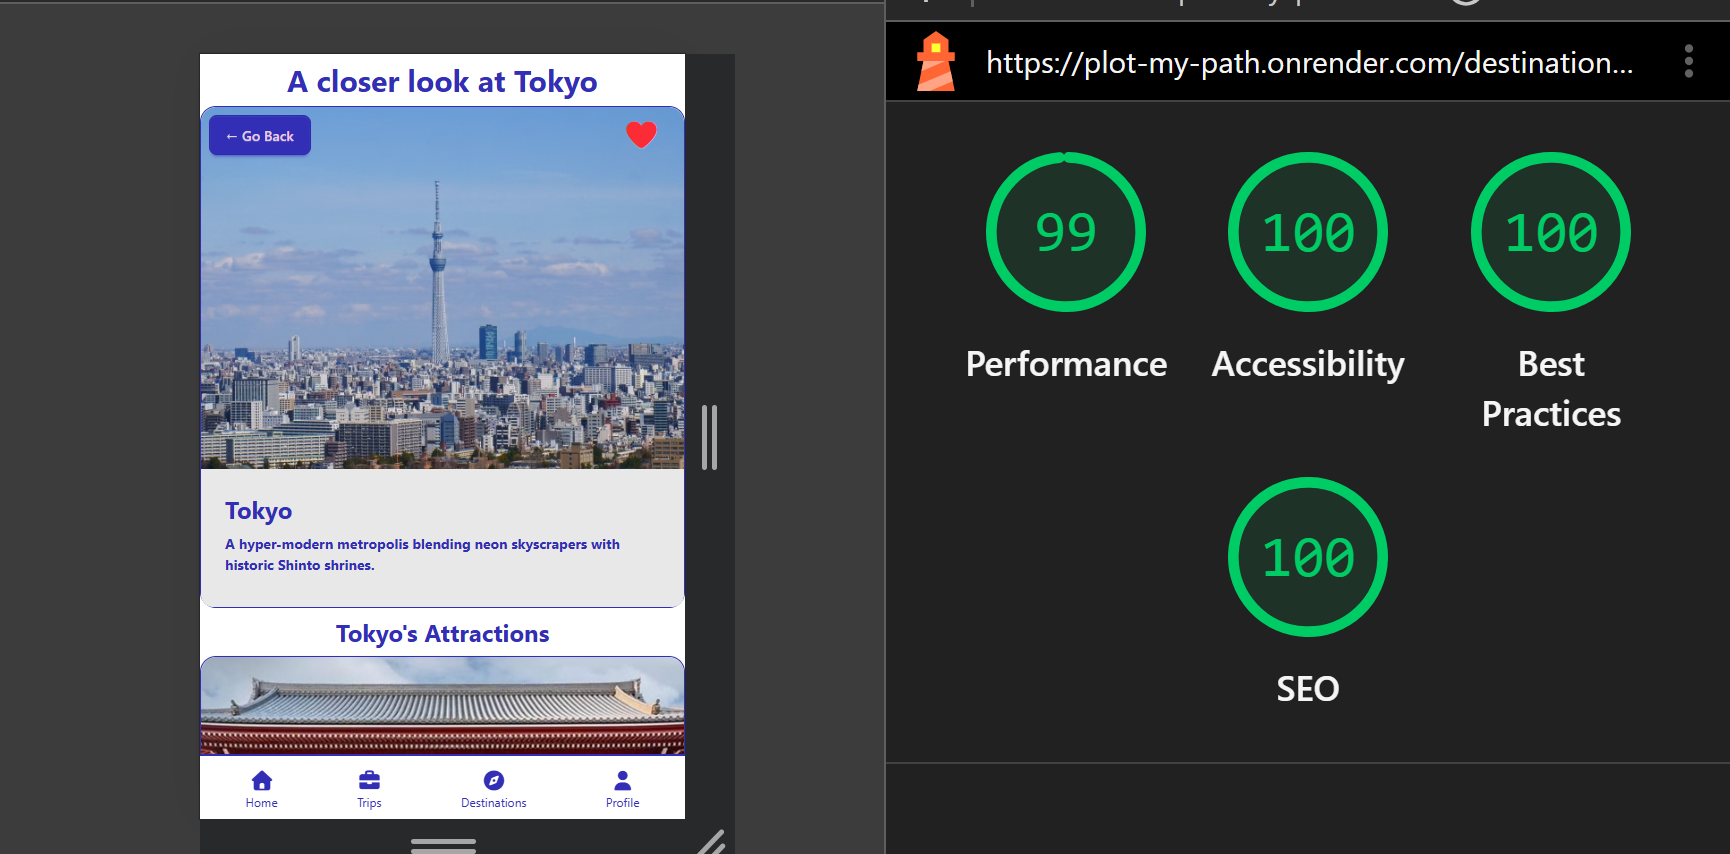 A closer look at Tokyo
← Go Back
Tokyo
A hyper-modern metropolis blending neon skyscrapers with
historic Shinto shrines.
Tokyo's Attractions
Home
Trips
Destinations
Profile
https://plot-my-path.onrender.com/destination...
99
100
100
Performance
Accessibility
Best
Practices
100
SEO